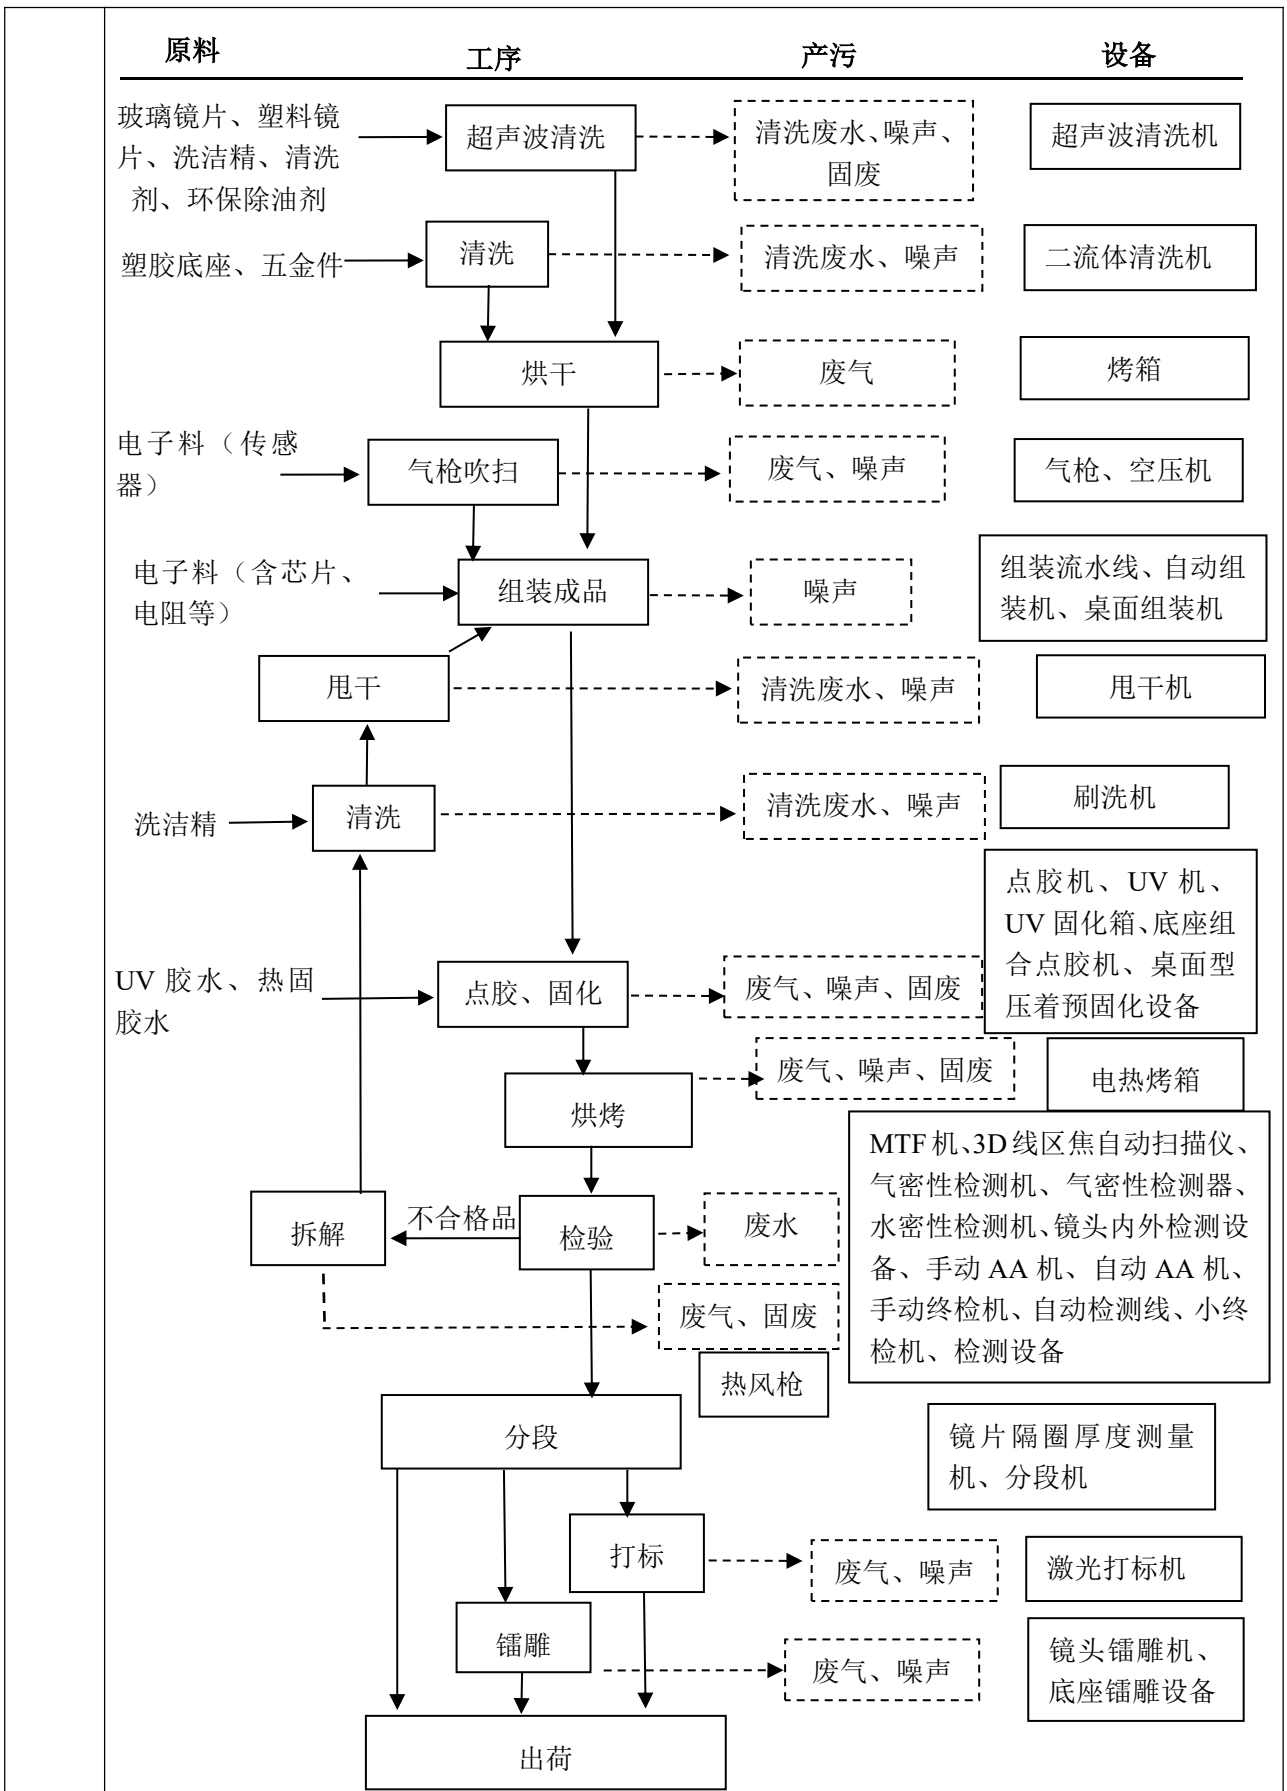 原料
工序
产污
设备
玻璃镜片、塑料镜
片、洗洁精、清洗
剂、环保除油剂
超声波清洗
清洗废水、噪声、
固废
超声波清洗机
塑胶底座、五金件
清洗
清洗废水、噪声
二流体清洗机
烘干
废气
烤箱
电子料（传感
器）
气枪吹扫
废气、噪声
气枪、空压机
电子料（含芯片、
电阻等）
组装成品
噪声
组装流水线、自动组
装机、桌面组装机
甩干
清洗废水、噪声
甩干机
洗洁精
清洗
清洗废水、噪声
刷洗机
UV 胶水、热固
胶水
点胶、固化
废气、噪声、固废
点胶机、UV 机、
UV 固化箱、底座组
合点胶机、桌面型
压着预固化设备
烘烤
废气、噪声、固废
电热烤箱
拆解
不合格品
检验
废水
MTF 机、3D 线区焦自动扫描仪、
气密性检测机、气密性检测器、
水密性检测机、镜头内外检测设
备、手动 AA 机、自动 AA 机、
手动终检机、自动检测线、小终
检机、检测设备
废气、固废
热风枪
分段
镜片隔圈厚度测量
机、分段机
打标
废气、噪声
激光打标机
镭雕
废气、噪声
镜头镭雕机、
底座镭雕设备
出荷